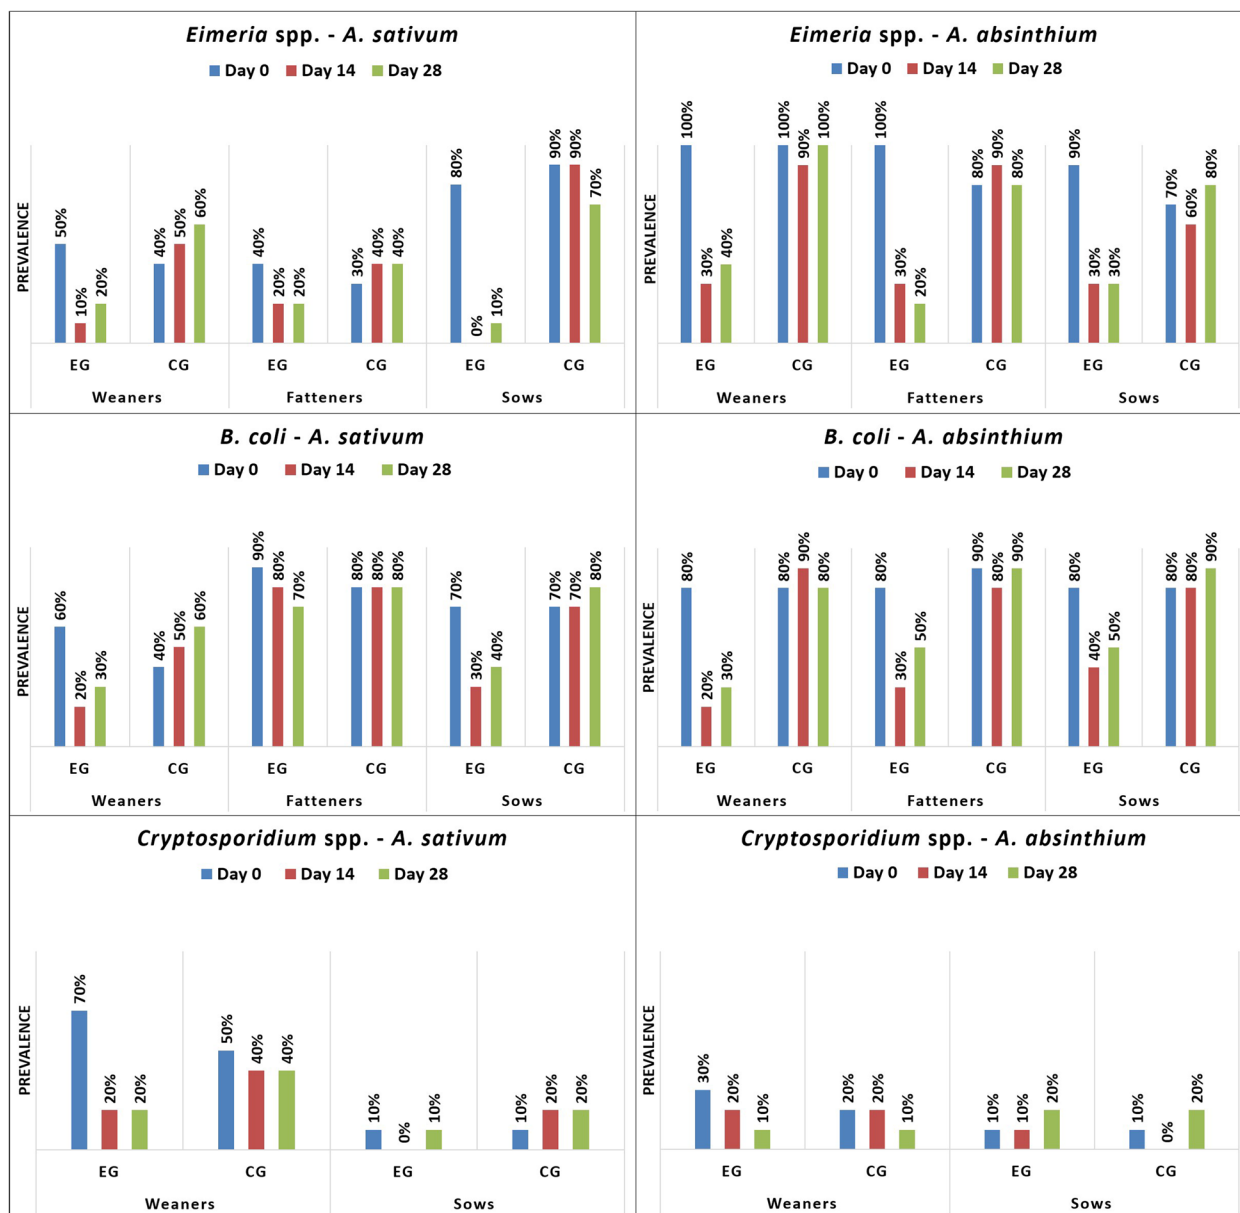 Eimeria spp. - A. sativum
Day 0 Day 14 Day 28
PREVALENCE
50% 10% 20% 40% 50% 60% 40% 20% 20% 30% 40% 40% 80% 0% 10% 90% 90% 70%
EG CG EG CG EG CG
Weaners Fatteners Sows
Eimeria spp. - A. absinthium
Day 0 Day 14 Day 28
PREVALENCE
100% 30% 40% 100% 90% 100% 100% 30% 20% 80% 90% 80% 90% 30% 30% 70% 60% 80%
EG CG EG CG EG CG
Weaners Fatteners Sows
B. coli - A. sativum
Day 0 Day 14 Day 28
PREVALENCE
60% 20% 30% 40% 50% 60% 90% 80% 70% 80% 80% 80% 70% 30% 40% 70% 70% 80%
EG CG EG CG EG CG
Weaners Fatteners Sows
B. coli - A. absinthium
Day 0 Day 14 Day 28
PREVALENCE
80% 20% 30% 80% 90% 80% 80% 30% 50% 90% 80% 90% 80% 40% 50% 80% 80% 90%
EG CG EG CG EG CG
Weaners Fatteners Sows
Cryptosporidium spp. - A. sativum
Day 0 Day 14 Day 28
PREVALENCE
70% 20% 20% 50% 40% 40% 10% 0% 10% 10% 20% 20%
EG CG EG CG
Weaners Sows
Cryptosporidium spp. - A. absinthium
Day 0 Day 14 Day 28
PREVALENCE
30% 20% 10% 20% 20% 10% 10% 10% 20% 10% 0% 20%
EG CG EG CG
Weaners Sows